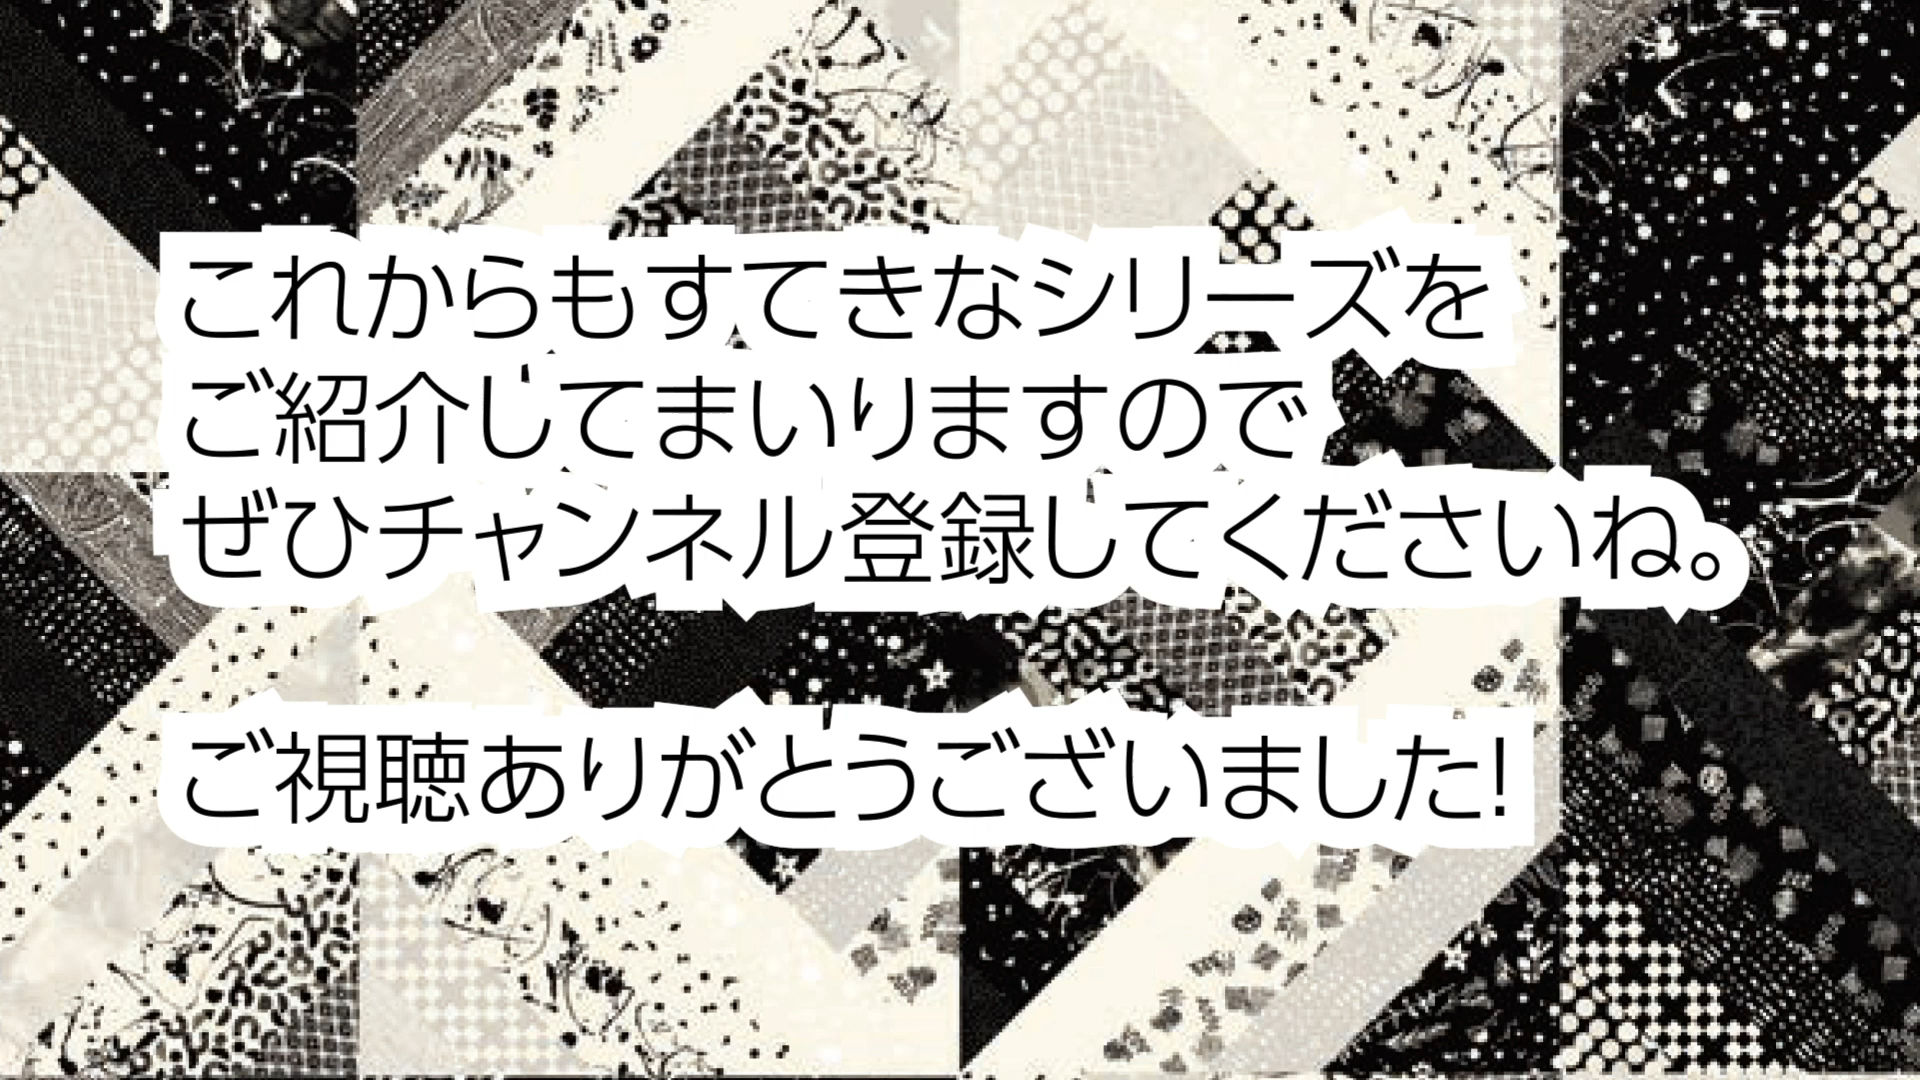 これからもすてきなシリーズを
ご紹介してまいりますので
ぜひチャンネル登録してくださいね。
ご視聴ありがとうございました!